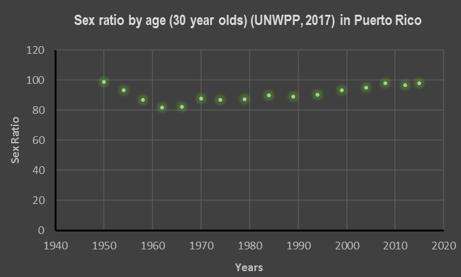 Sex ratio by age (30 year olds) (UNWPP, 2017) in Puerto Rico
120
100
80
60
40
20
0
Sex Ratio
1940 1950 1960 1970 1980 1990 2000 2010 2020
Years